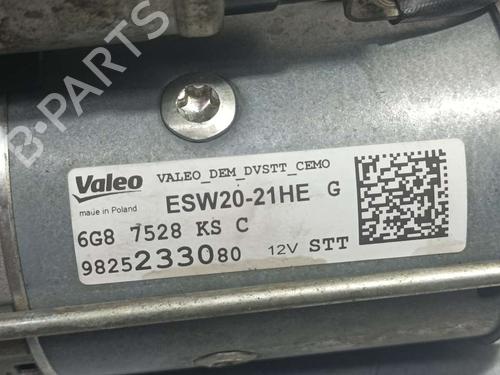 B-PARTS
Valeo VALEO_DEM_DVSTT_CEMO
made in Poland ESW20-21HE G
6G8 7528 KS C
9825233080 12V STT